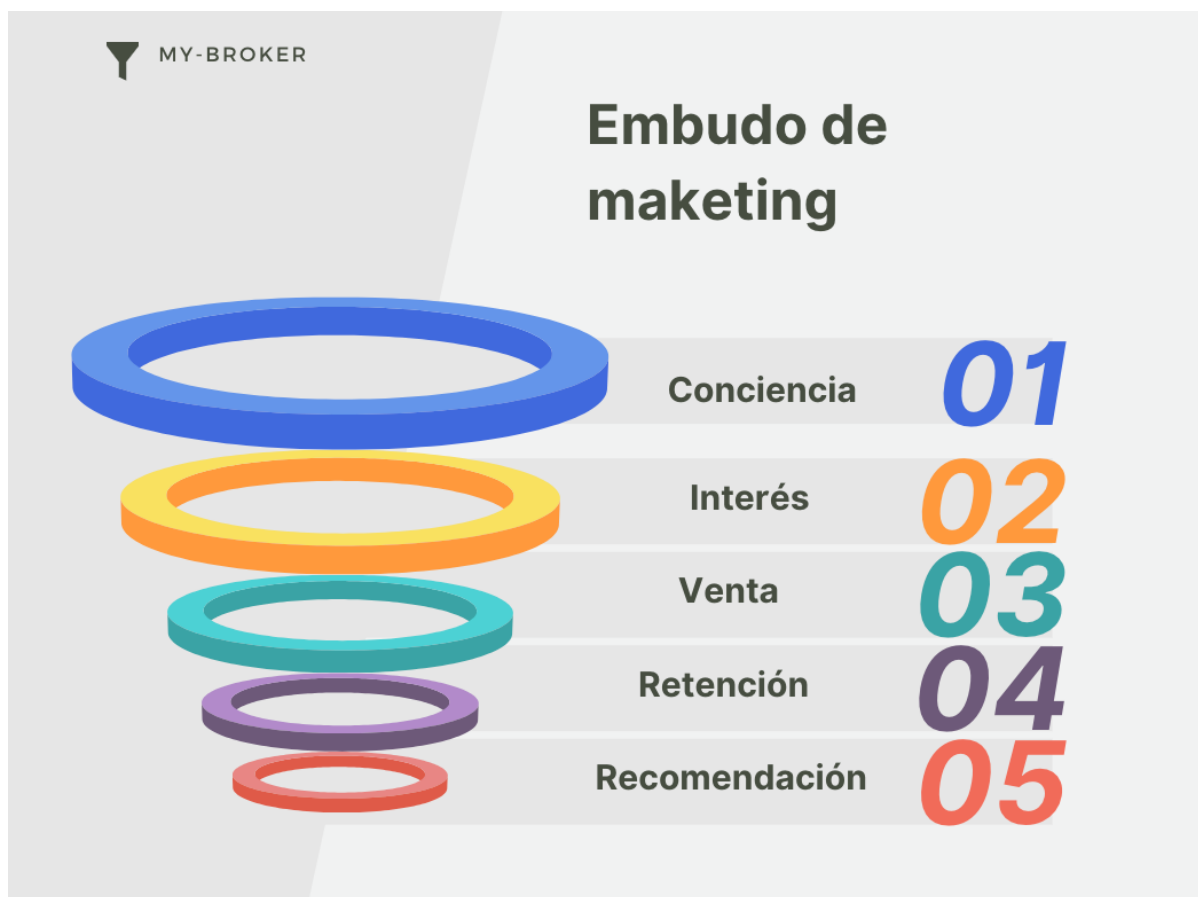 MY-BROKER
Embudo de
maketing
Conciencia
01
Interés
02
Venta
03
Retención
04
Recomendación
05